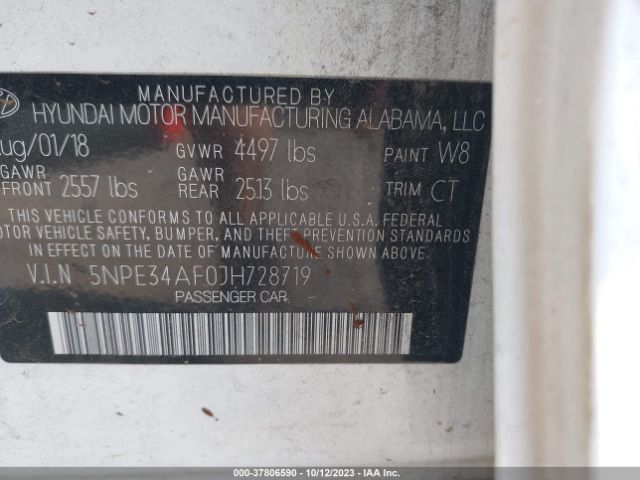 MANUFACTURED BY
HYUNDAI MOTOR MANUFACTURING ALABAMA, LLC
ug/01/18 GVWR 4497 lbs PAINT W8
GAWR FRONT 2557 lbs GAWR REAR 2513 lbs TRIM CT
THIS VEHICLE CONFORMS TO ALL APPLICABLE U.S.A. FEDERAL
OTOR VEHICLE SAFETY, BUMPER, AND THEFT PREVENTION STANDARDS
IN EFFECT ON THE DATE OF MANUFACTURE SHOWN ABOVE.
V.I.N 5NPE34AF0JH728719
PASSENGER CAR
000-37806590 - 10/12/2023 - IAA Inc.